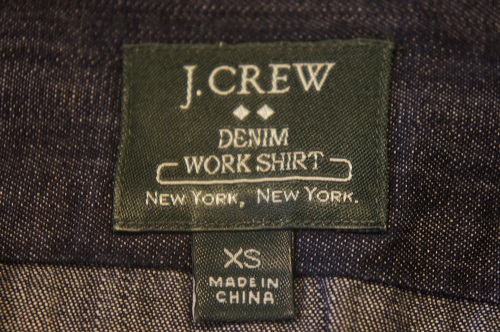 J.CREW
DENIM
WORK SHIRT
NEW YORK, NEW YORK.
XS
MADE IN
CHINA